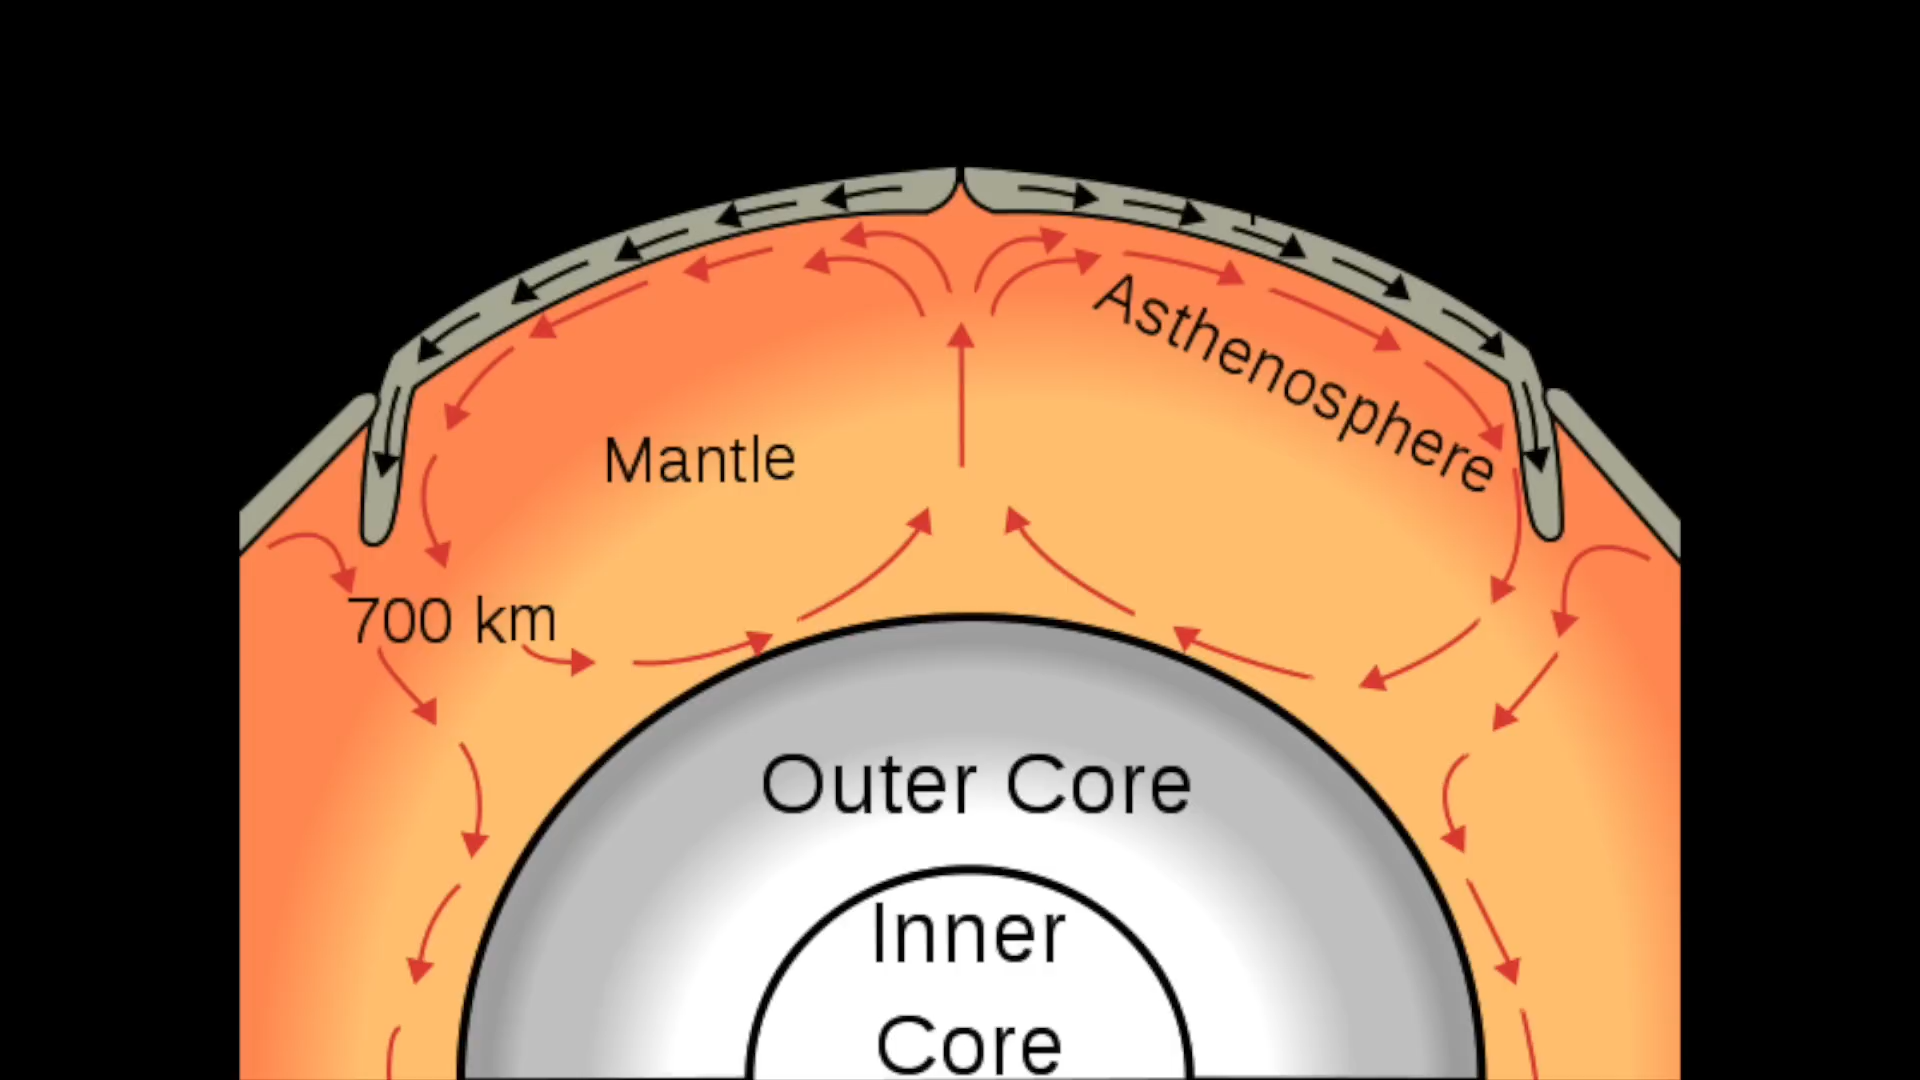 Asthenosphere
Mantle
700 km
Outer Core
Inner
Core